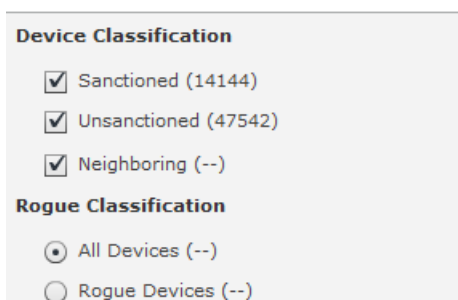 Device Classification
Sanctioned (14144)
Unsanctioned (47542)
Neighboring (--)
Rogue Classification
All Devices (--)
Rogue Devices (--)